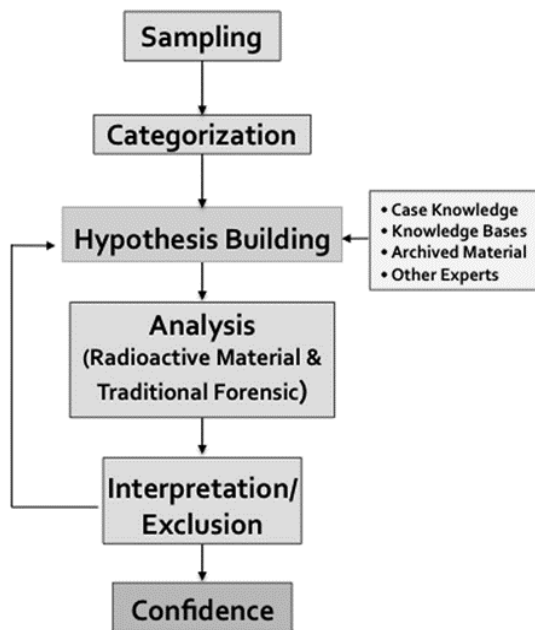 Sampling
Categorization
Hypothesis Building
• Case Knowledge
• Knowledge Bases
• Archived Material
• Other Experts
Analysis
(Radioactive Material &
Traditional Forensic)
Interpretation/
Exclusion
Confidence